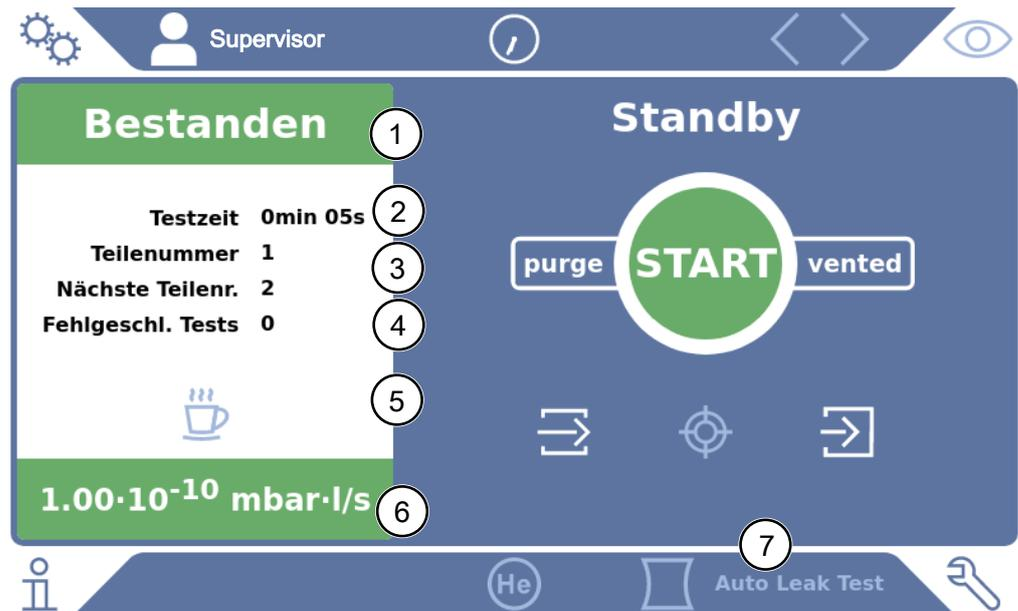 Supervisor
Bestanden
1
Testzeit 0min 05s
2
Teilenummer 1
3
Nächste Teilenr. 2
Fehlgeschl. Tests 0
4
5
1.00·10⁻¹⁰ mbar·l/s
6
Standby
purge START vented
7
He
Auto Leak Test